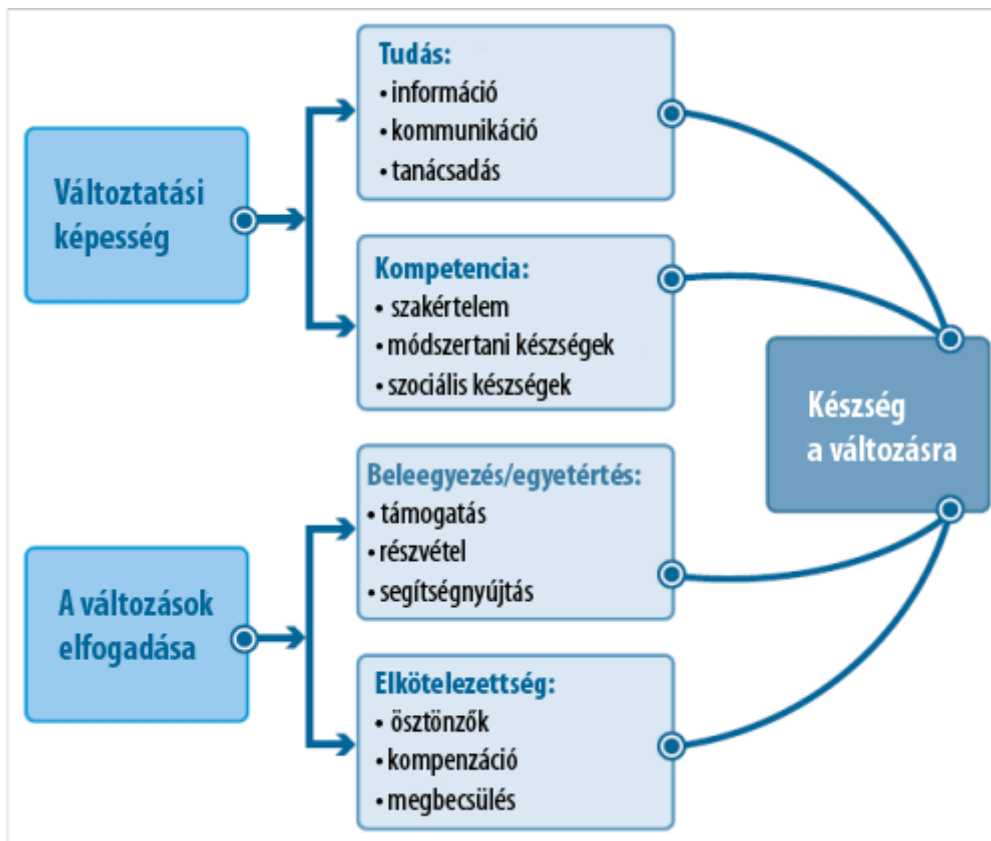 Változtatási
képesség
Tudás:
• információ
• kommunikáció
• tanácsadás
Kompetencia:
• szakértelem
• módszertani készségek
• szociális készségek
A változások
elfogadása
Beleegyezés/egyetértés:
• támogatás
• részvétel
• segítségnyújtás
Elkötelezettség:
• ösztönzők
• kompenzáció
• megbecsülés
Készség
a változásra